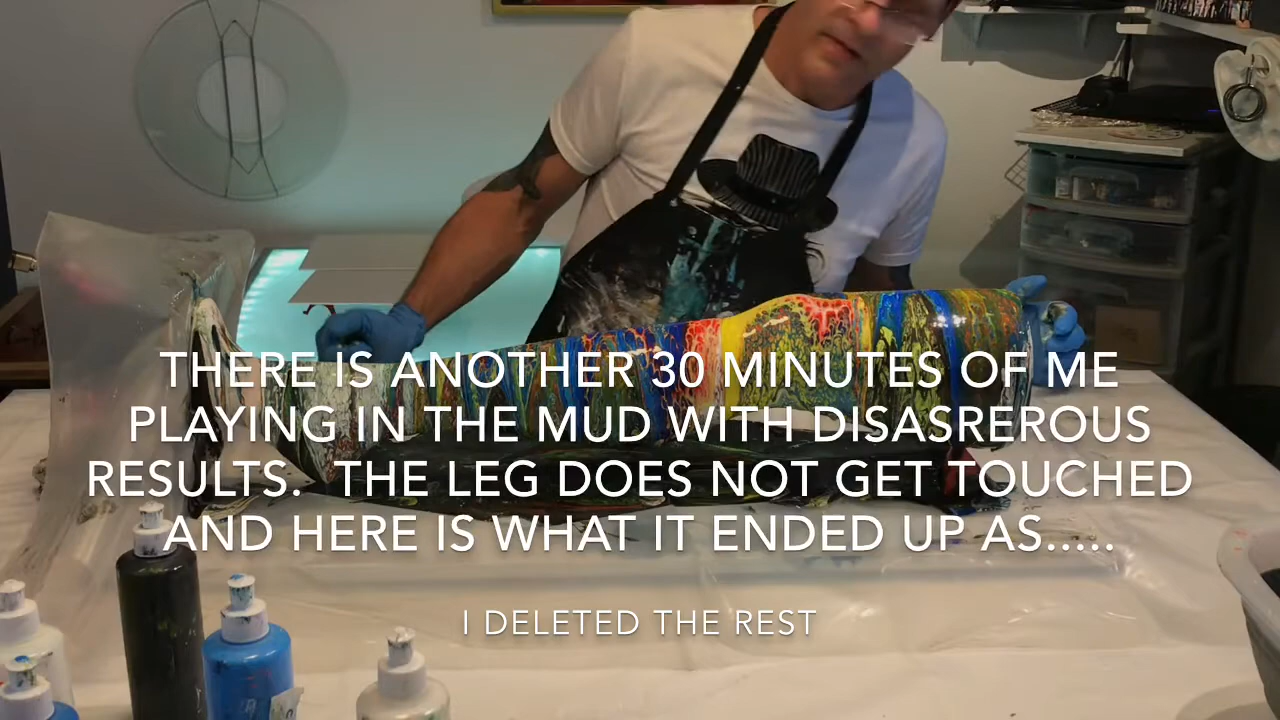 THERE IS ANOTHER 30 MINUTES OF ME
PLAYING IN THE MUD WITH DISASREROUS
RESULTS.  THE LEG DOES NOT GET TOUCHED
AND HERE IS WHAT IT ENDED UP AS.....
I DELETED THE REST